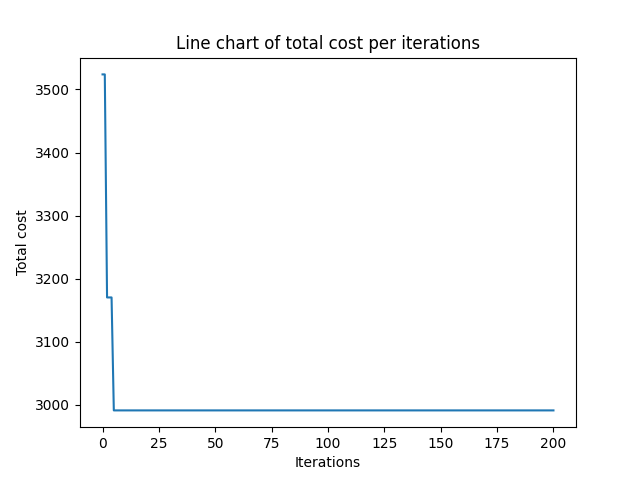 Line chart of total cost per iterations
3500
3400
3300
3200
3100
3000
Total cost
0 25 50 75 100 125 150 175 200
Iterations